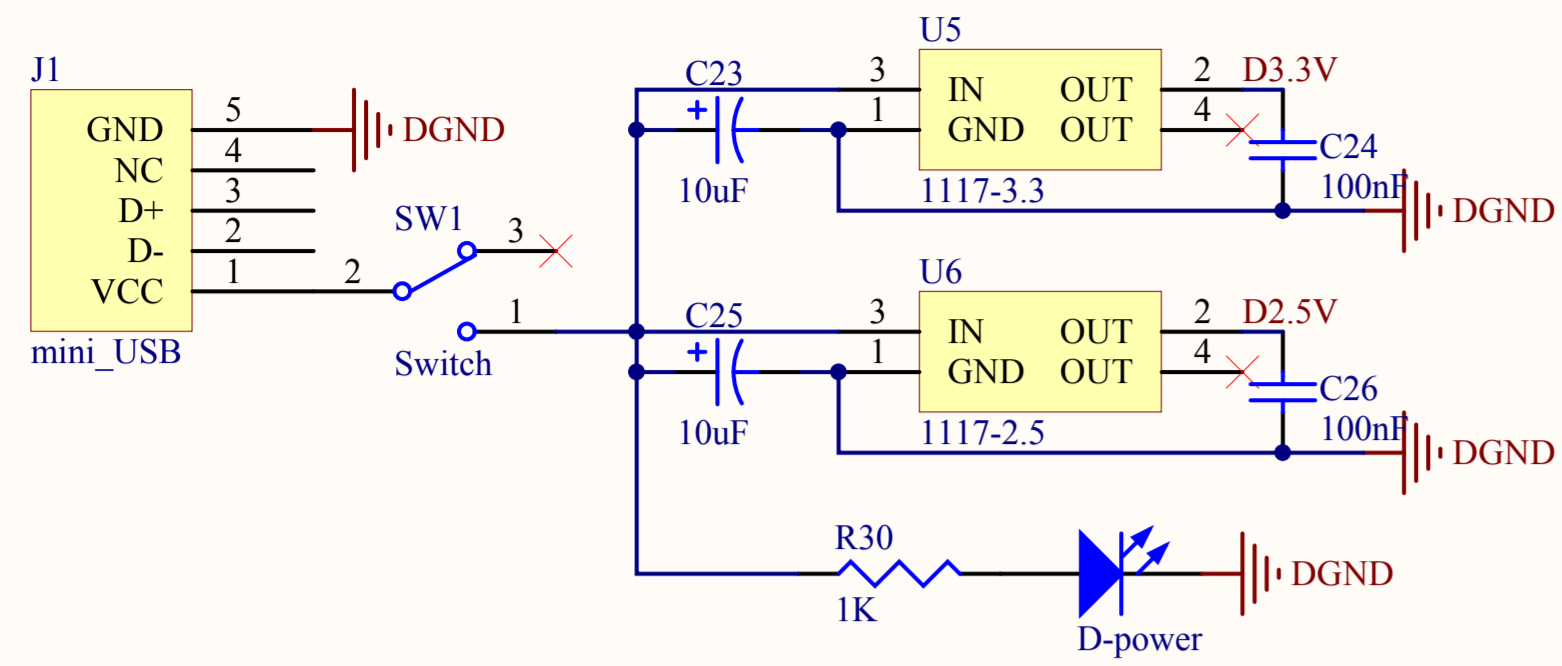 J1
GND 5
NC 4
D+ 3
D- 2
VCC 1
mini_USB
DGND
SW1
2
3
1
Switch
C23
+
10uF
U5
3 IN OUT 2
1 GND OUT 4
1117-3.3
D3.3V
C24
100nF
DGND
C25
+
10uF
U6
3 IN OUT 2
1 GND OUT 4
1117-2.5
D2.5V
C26
100nF
DGND
R30
1K
D-power
DGND